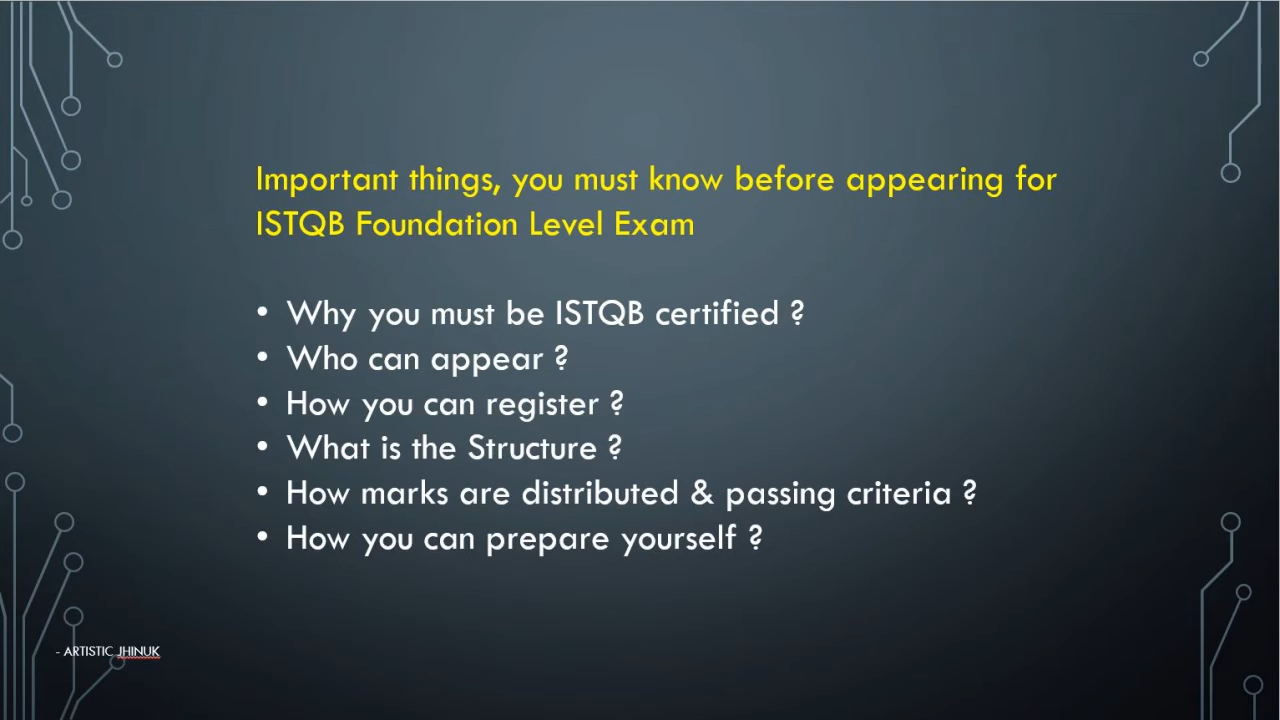 Important things, you must know before appearing for
ISTQB Foundation Level Exam
• Why you must be ISTQB certified ?
• Who can appear ?
• How you can register ?
• What is the Structure ?
• How marks are distributed & passing criteria ?
• How you can prepare yourself ?
- ARTISTIC JHINUK